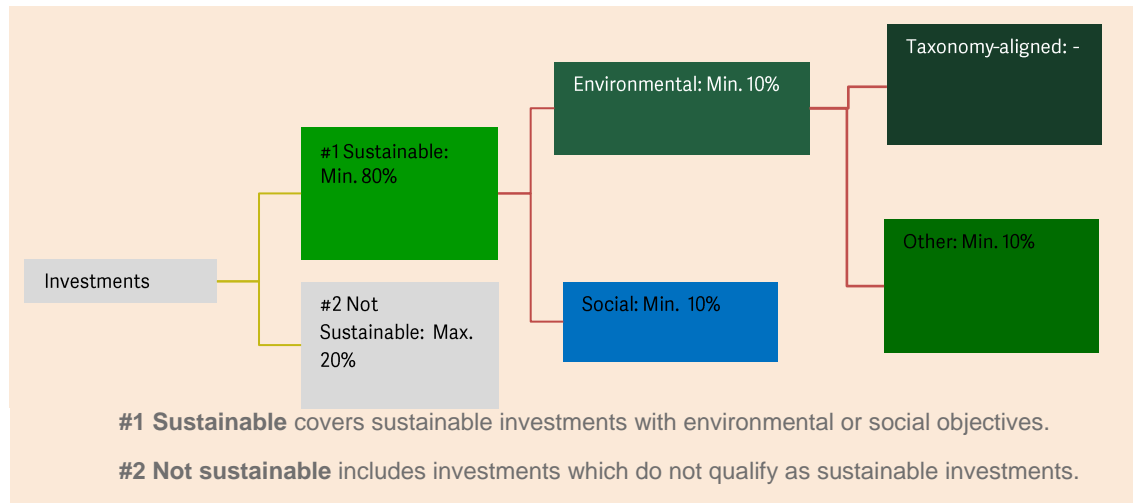 Taxonomy-aligned: -
Environmental: Min. 10%
#1 Sustainable:
Min. 80%
Other: Min. 10%
Investments
#2 Not
Sustainable: Max.
20%
Social: Min. 10%
#1 Sustainable covers sustainable investments with environmental or social objectives.
#2 Not sustainable includes investments which do not qualify as sustainable investments.